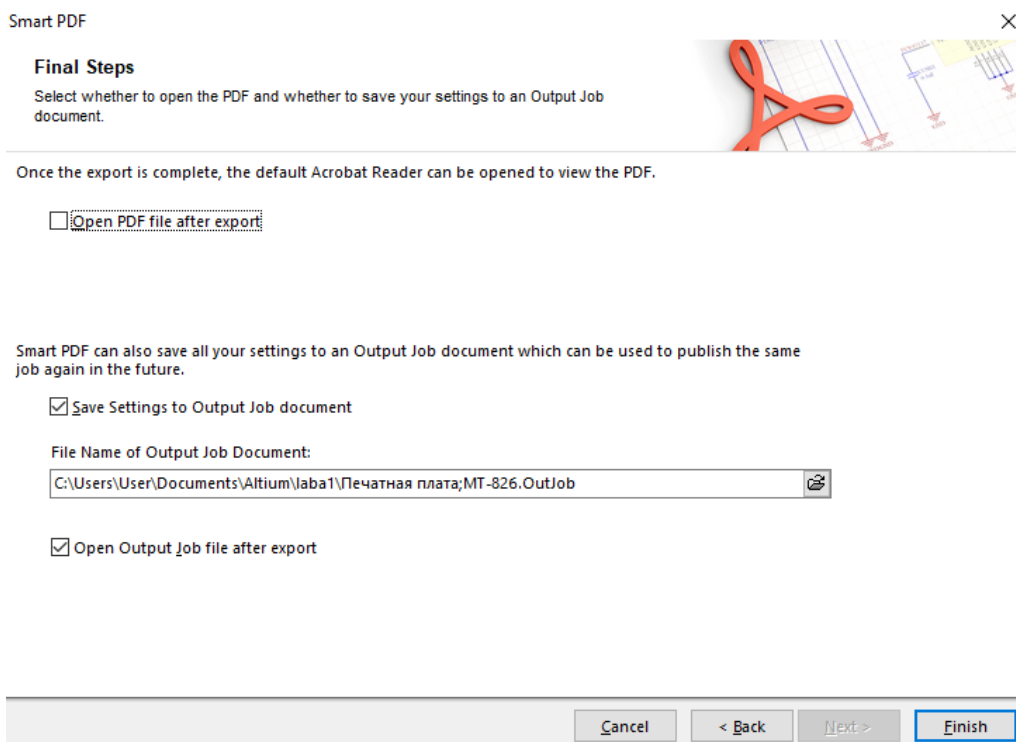 Smart PDF
Final Steps
Select whether to open the PDF and whether to save your settings to an Output Job
document.
Once the export is complete, the default Acrobat Reader can be opened to view the PDF.
Open PDF file after export
Smart PDF can also save all your settings to an Output Job document which can be used to publish the same
job again in the future.
Save Settings to Output Job document
File Name of Output Job Document:
C:\Users\User\Documents\Altium\laba1\Печатная плата;МТ-826.OutJob
Open Output Job file after export
Cancel
< Back
Next >
Finish